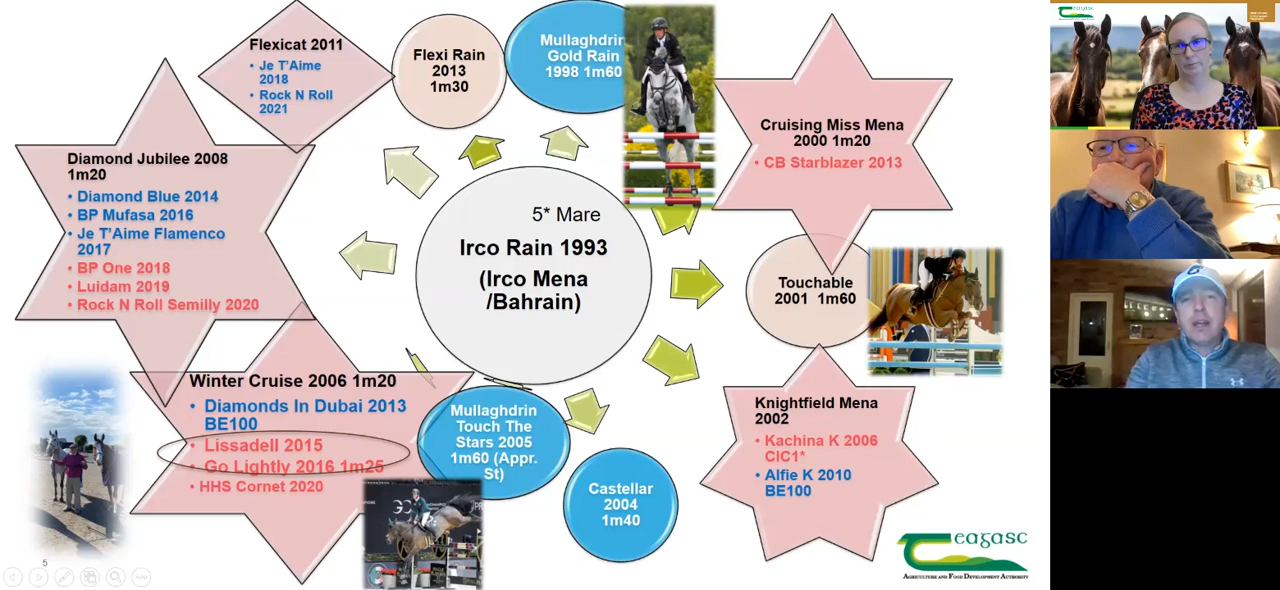 Flexicat 2011
• Je T'Aime
2018
• Rock N Roll
2021
Flexi Rain
2013
1m30
Mullaghdrin
Gold Rain
1998 1m60
Cruising Miss Mena
2000 1m20
• CB Starblazer 2013
Diamond Jubilee 2008
1m20
• Diamond Blue 2014
• BP Mufasa 2016
• Je T'Aime Flamenco
2017
• BP One 2018
• Luidam 2019
• Rock N Roll Semilly 2020
5* Mare
Irco Rain 1993
(Irco Mena
/Bahrain)
Touchable
2001 1m60
Winter Cruise 2006 1m20
• Diamonds In Dubai 2013
BE100
• Lissadell 2015
• Go Lightly 2016 1m25
• HHS Cornet 2020
Mullaghdrin
Touch The
Stars 2005
1m60 (Appr.
St)
Castellar
2004
1m40
Knightfield Mena
2002
• Kachina K 2006
CIC1*
• Alfie K 2010
BE100
5
eagasc
Agriculture and Food Development Authority
eagasc